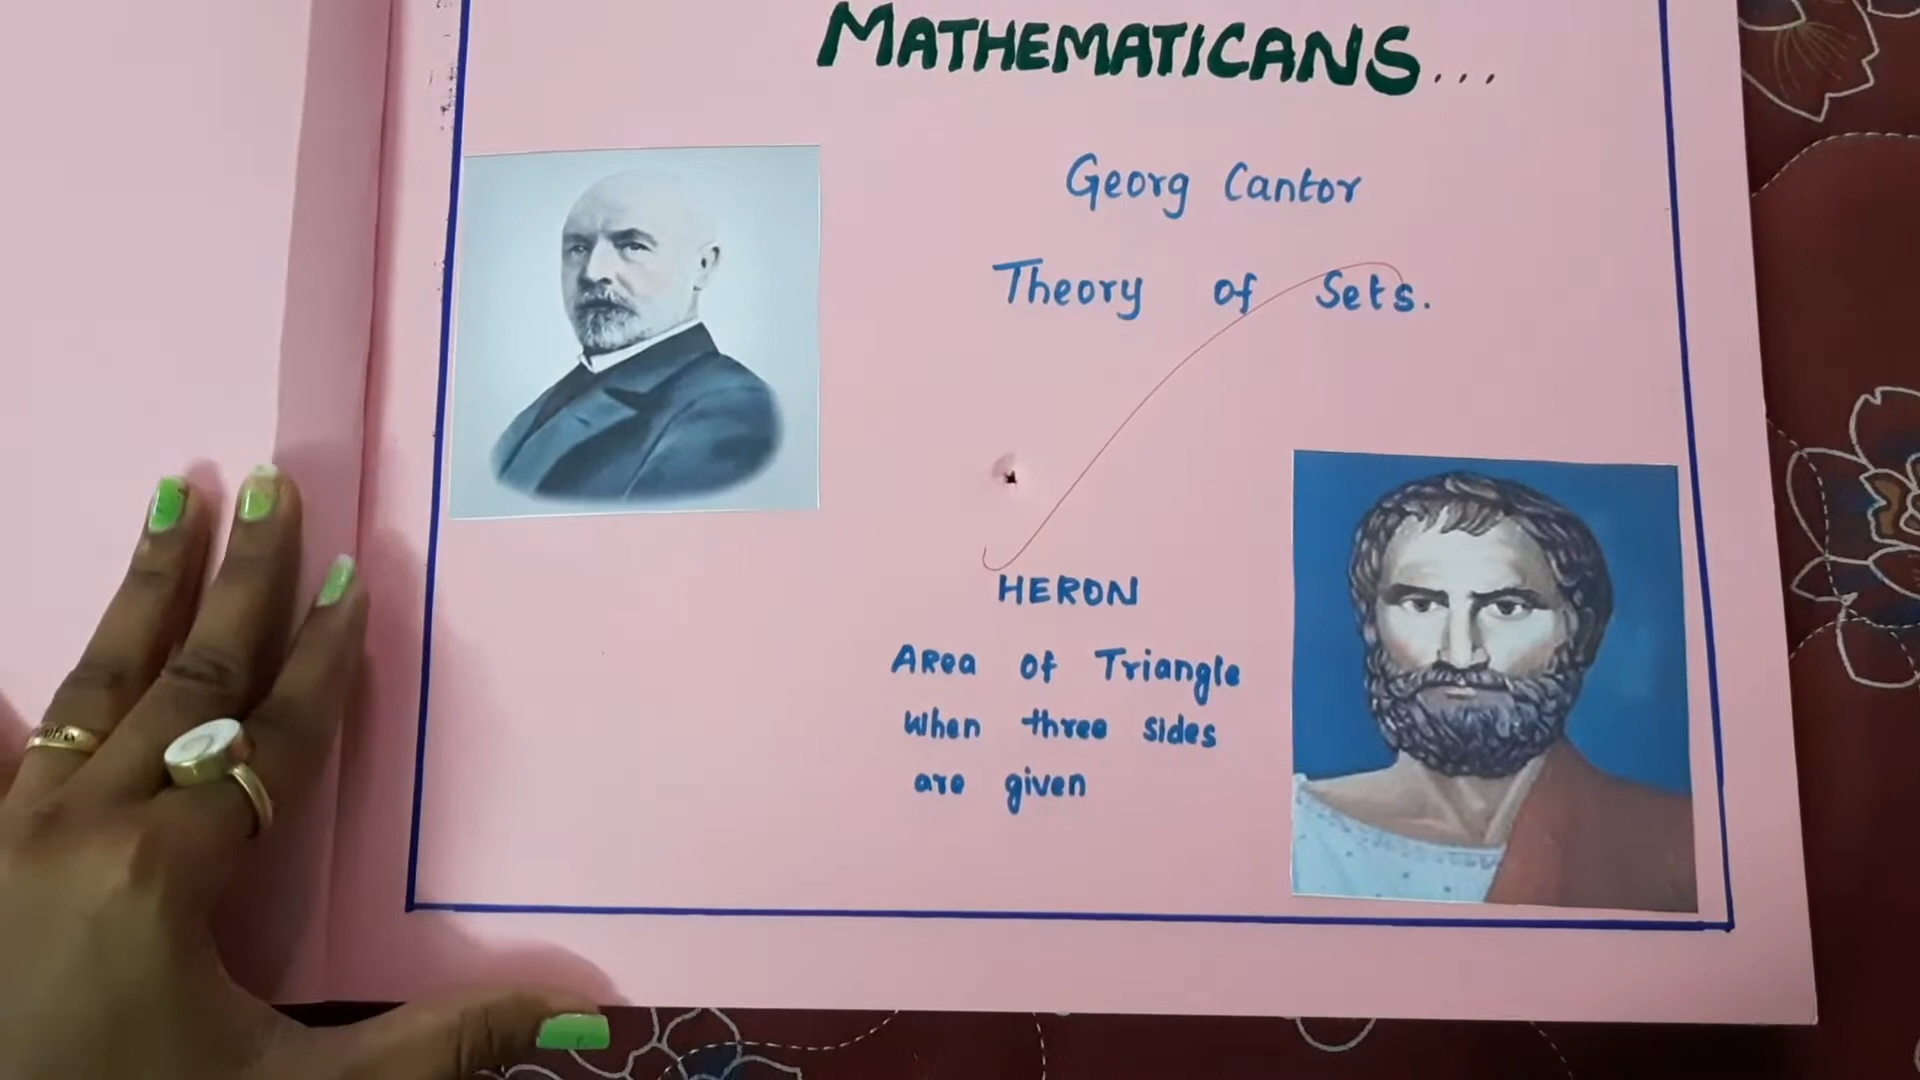 MATHEMATICANS...
Georg Cantor
Theory of Sets.
HERON
Area of Triangle
when three sides
are given